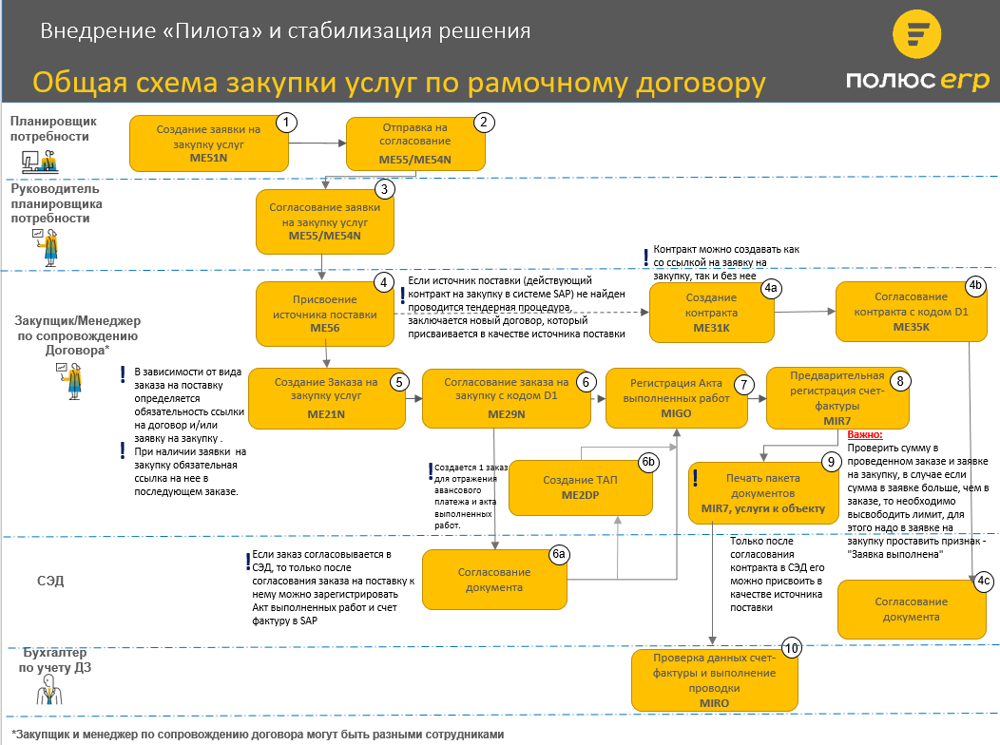 Внедрение «Пилота» и стабилизация решения
Общая схема закупки услуг по рамочному договору
ПОЛЮС erp
Планировщик
потребности
Создание заявки на
закупку услуг
ME51N
1
Отправка на
согласование
ME55/ME54N
2
Руководитель
планировщика
потребности
Согласование заявки
на закупку услуг
ME55/ME54N
3
Закупщик/Менеджер
по сопровождению
Договора*
Присвоение
источника поставки
ME56
4
! Если источник поставки (действующий
контракт на закупку в системе SAP) не найден
проводится тендерная процедура,
заключается новый договор, который
присваивается в качестве источника поставки
! Контракт можно создавать как
со ссылкой на заявку на
закупку, так и без нее
Создание
контракта
ME31K
4a
Согласование
контракта с кодом D1
ME35K
4b
! В зависимости от вида
заказа на поставку
определяется
обязательность ссылки
на договор и/или
заявку на закупку .
! При наличии заявки на
закупку обязательная
ссылка на нее в
последующем заказе.
Создание Заказа на
закупку услуг
ME21N
5
Согласование заказа на
закупку с кодом D1
ME29N
6
Регистрация Акта
выполненных работ
MIGO
7
Предварительная
регистрация счет-
фактуры
MIR7
8
! Создается 1 заказ
для отражения
авансового
платежа и акта
выполненных
работ.
Создание ТАП
ME2DP
6b
! Печать пакета
документов
MIR7, услуги к объекту
9
Важно:
Проверить сумму в
проведенном заказе и заявке
на закупку, в случае если
сумма в заявке больше, чем в
заказе, то необходимо
высвободить лимит, для
этого надо в заявке на
закупку проставить признак -
"Заявка выполнена"
СЭД
! Если заказ согласовывается в
СЭД, то только после
согласования заказа на поставку к
нему можно зарегистрировать
Акт выполненных работ и счет
фактуру в SAP
Согласование
документа
6a
Только после
согласования
контракта в СЭД его
можно присвоить в
качестве источника
поставки
Согласование
документа
4c
Бухгалтер
по учету ДЗ
Проверка данных счет-
фактуры и выполнение
проводки
MIRO
10
*Закупщик и менеджер по сопровождению договора могут быть разными сотрудниками